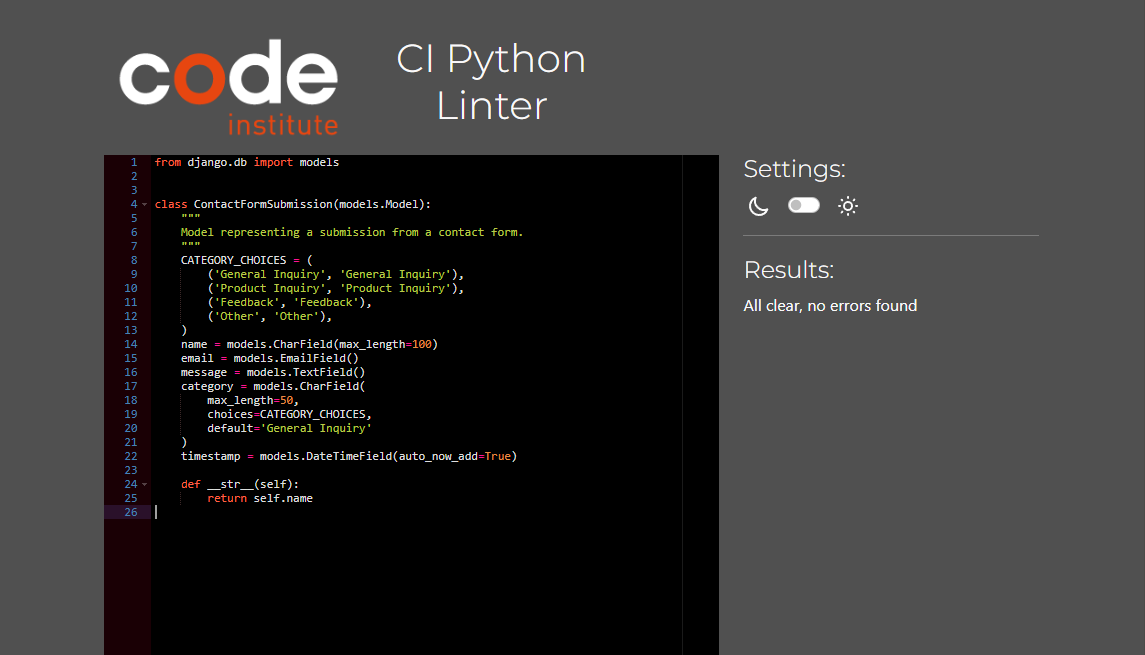 code
institute
CI Python
Linter
1 from django.db import models
2
3
4 class ContactFormSubmission(models.Model):
5     """
6     Model representing a submission from a contact form.
7     """
8     CATEGORY_CHOICES = (
9         ('General Inquiry', 'General Inquiry'),
10         ('Product Inquiry', 'Product Inquiry'),
11         ('Feedback', 'Feedback'),
12         ('Other', 'Other'),
13     )
14     name = models.CharField(max_length=100)
15     email = models.EmailField()
16     message = models.TextField()
17     category = models.CharField(
18         max_length=50,
19         choices=CATEGORY_CHOICES,
20         default='General Inquiry'
21     )
22     timestamp = models.DateTimeField(auto_now_add=True)
23
24     def __str__(self):
25         return self.name
26
Settings:
Results:
All clear, no errors found